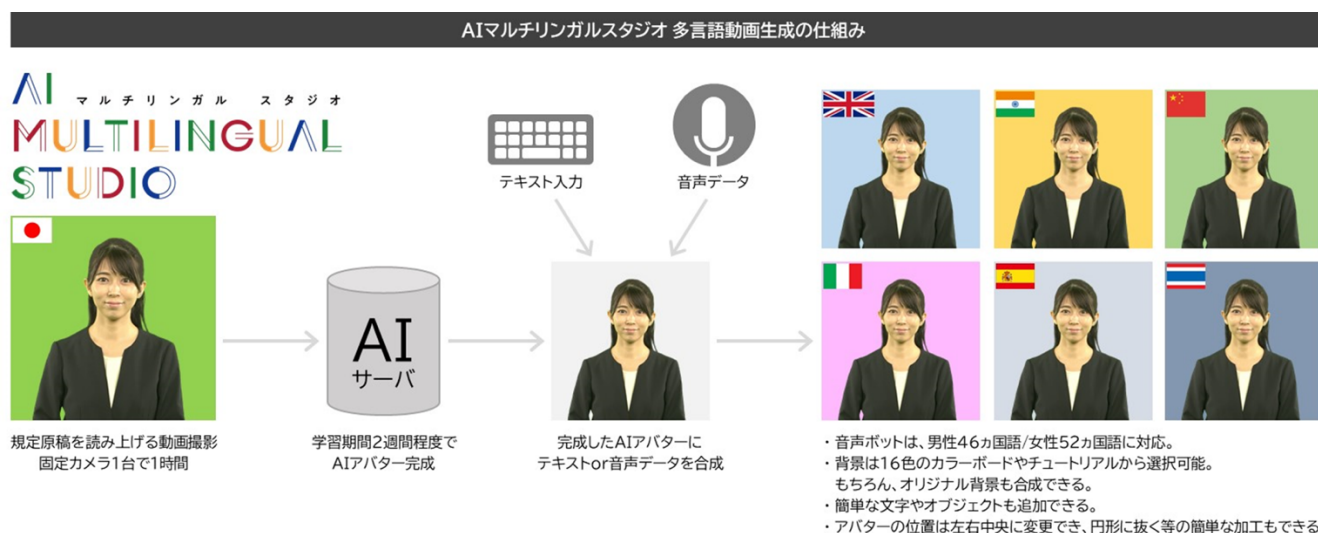 AIマルチリンガルスタジオ 多言語動画生成の仕組み
AI マルチリンガル スタジオ
MULTILINGUAL
STUDIO
テキスト入力
音声データ
AI
サーバ
規定原稿を読み上げる動画撮影
固定カメラ1台で1時間
学習期間2週間程度で
AIアバター完成
完成したAIアバターに
テキストor音声データを合成
・音声ボットは、男性46ヵ国語/女性52ヵ国語に対応。
・背景は16色のカラーボードやチュートリアルから選択可能。
もちろん、オリジナル背景も合成できる。
・簡単な文字やオブジェクトも追加できる。
・アバターの位置は左右中央に変更でき、円形に抜く等の簡単な加工もできる